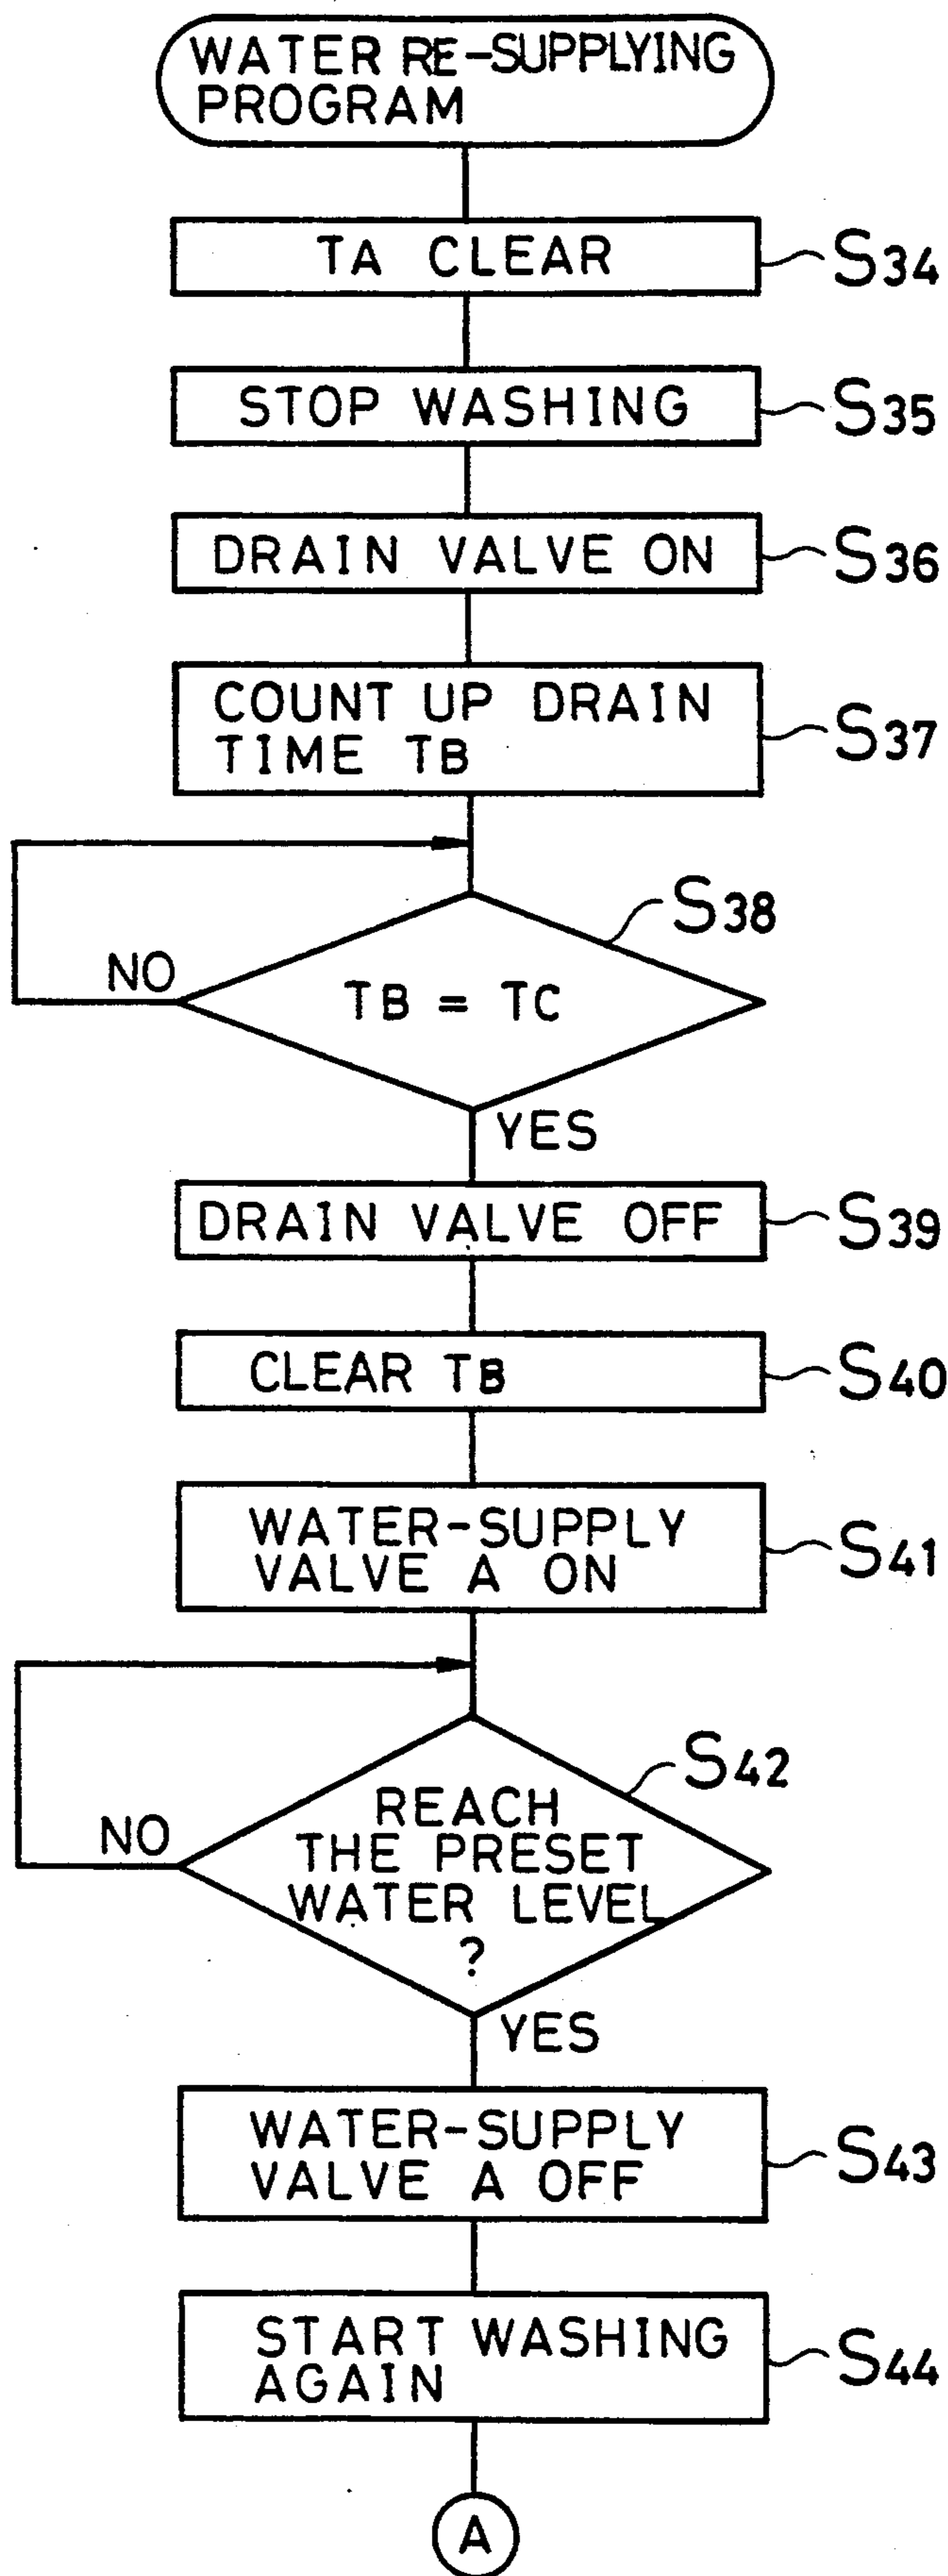 WATER RE-SUPPLYING
PROGRAM
TA CLEAR
S34
STOP WASHING
S35
DRAIN VALVE ON
S36
COUNT UP DRAIN
TIME TB
S37
S38
NO
TB = TC
YES
DRAIN VALVE OFF
S39
CLEAR TB
S40
WATER-SUPPLY
VALVE A ON
S41
S42
REACH
NO
THE PRESET
WATER LEVEL
?
YES
WATER-SUPPLY
VALVE A OFF
S43
START WASHING
AGAIN
S44
A